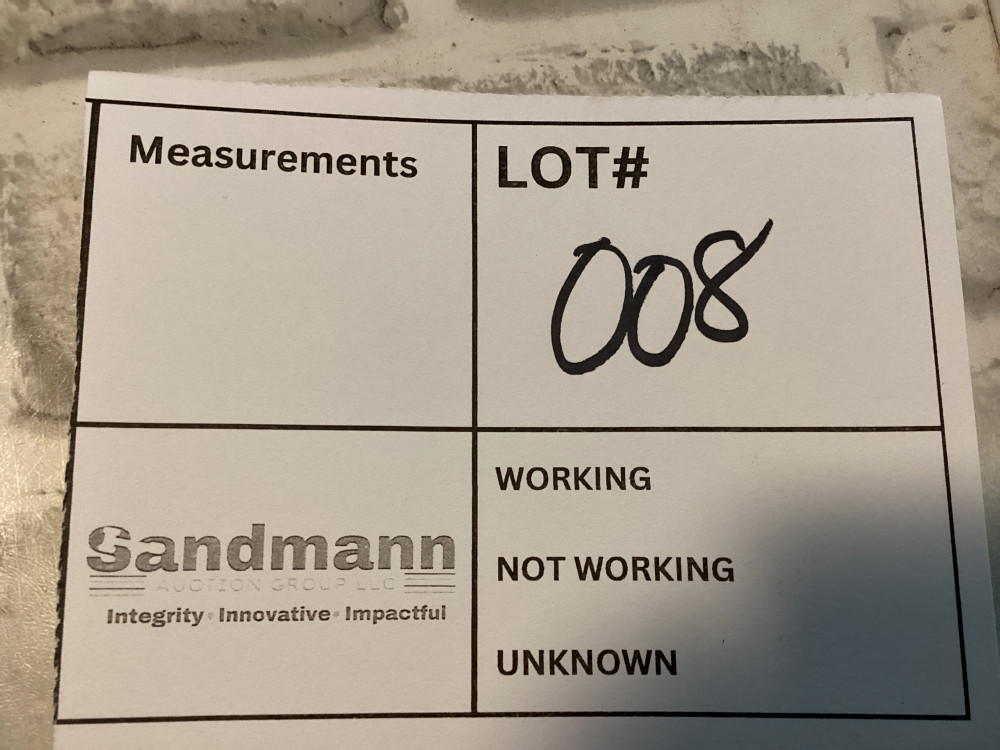 Measurements
LOT#
008
Sandmann
AUCTION GROUP LLC
Integrity • Innovative • Impactful
WORKING
NOT WORKING
UNKNOWN